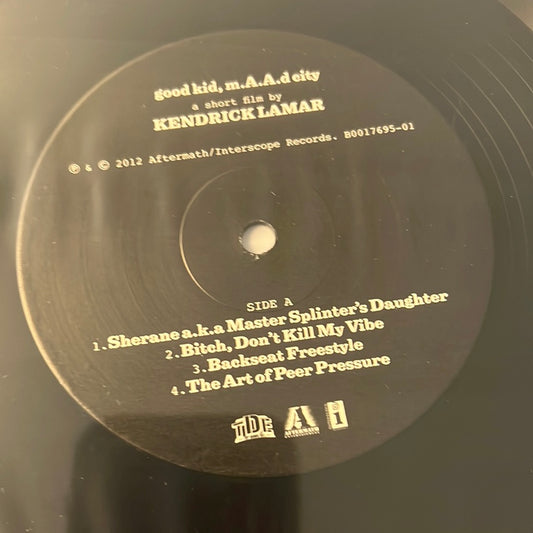 good kid, m.A.A.d city
a short film by
KENDRICK LAMAR
℗ & © 2012 Aftermath/Interscope Records. B0017695-01
SIDE A
1. Sherane a.k.a Master Splinter's Daughter
2. Bitch, Don't Kill My Vibe
3. Backseat Freestyle
4. The Art of Peer Pressure
TDE
A
AFTERMATH
i